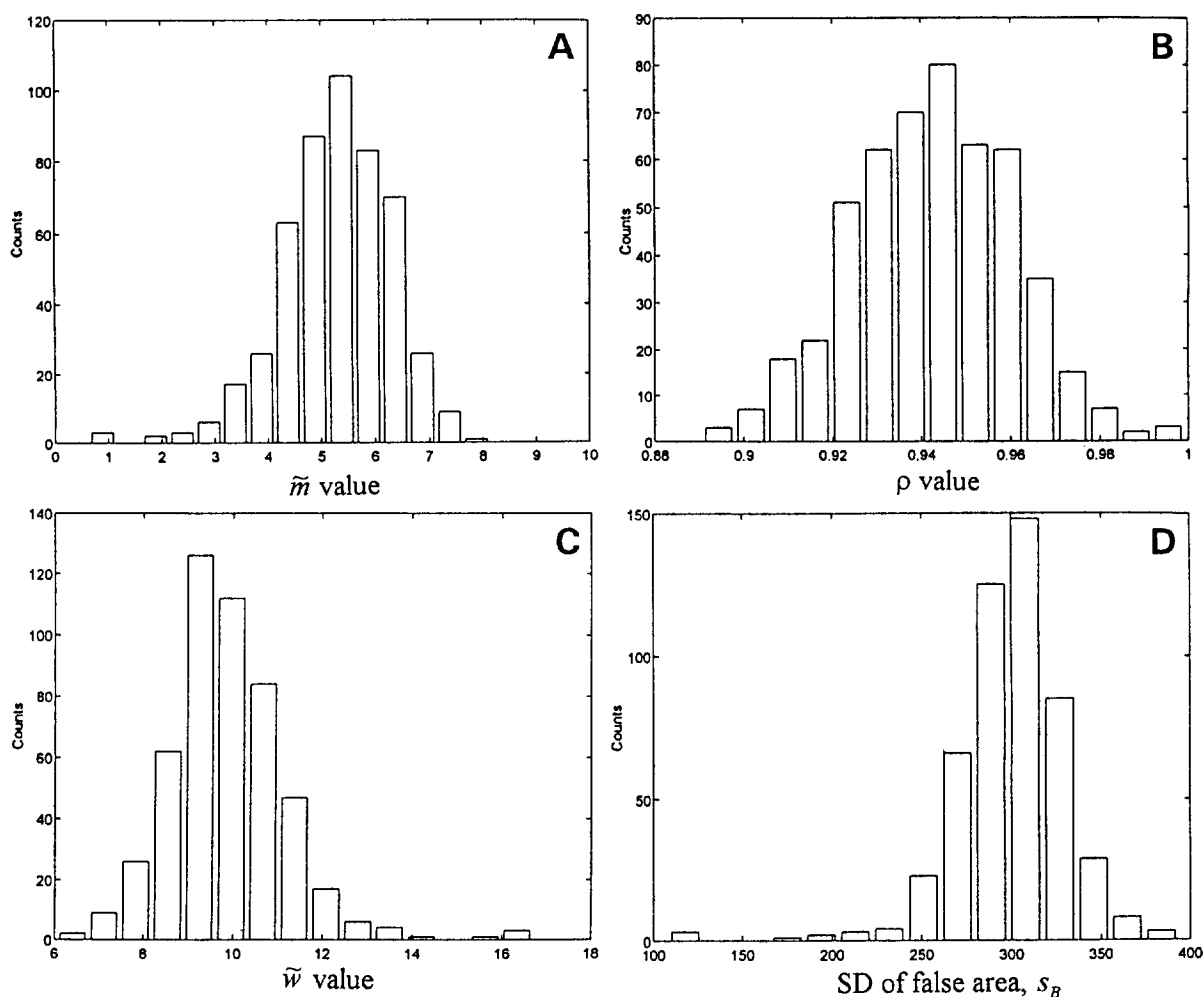 A
120
100
80
60
40
20
0
Counts
0 1 2 3 4 5 6 7 8 9 10
m̃ value
B
90
80
70
60
50
40
30
20
10
0
Counts
0.88 0.9 0.92 0.94 0.96 0.98 1
ρ value
C
140
120
100
80
60
40
20
0
Counts
6 8 10 12 14 16 18
w̃ value
D
150
100
50
0
Counts
100 150 200 250 300 350 400
SD of false area, s_B